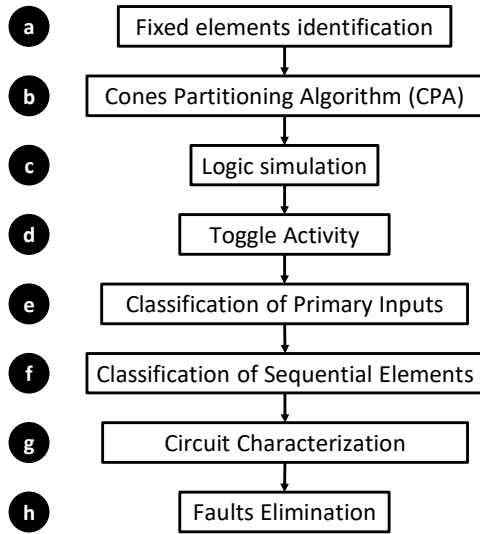 a Fixed elements identification
b Cones Partitioning Algorithm (CPA)
c Logic simulation
d Toggle Activity
e Classification of Primary Inputs
f Classification of Sequential Elements
g Circuit Characterization
h Faults Elimination